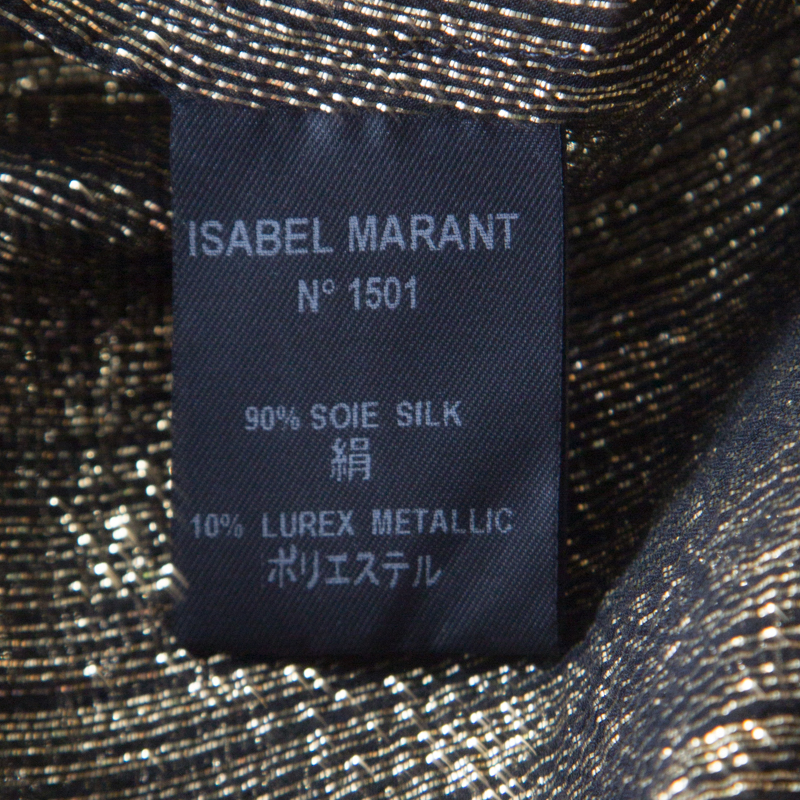 ISABEL MARANT
N° 1501
90% SOIE SILK
絹
10% LUREX METALLIC
ポリエステル